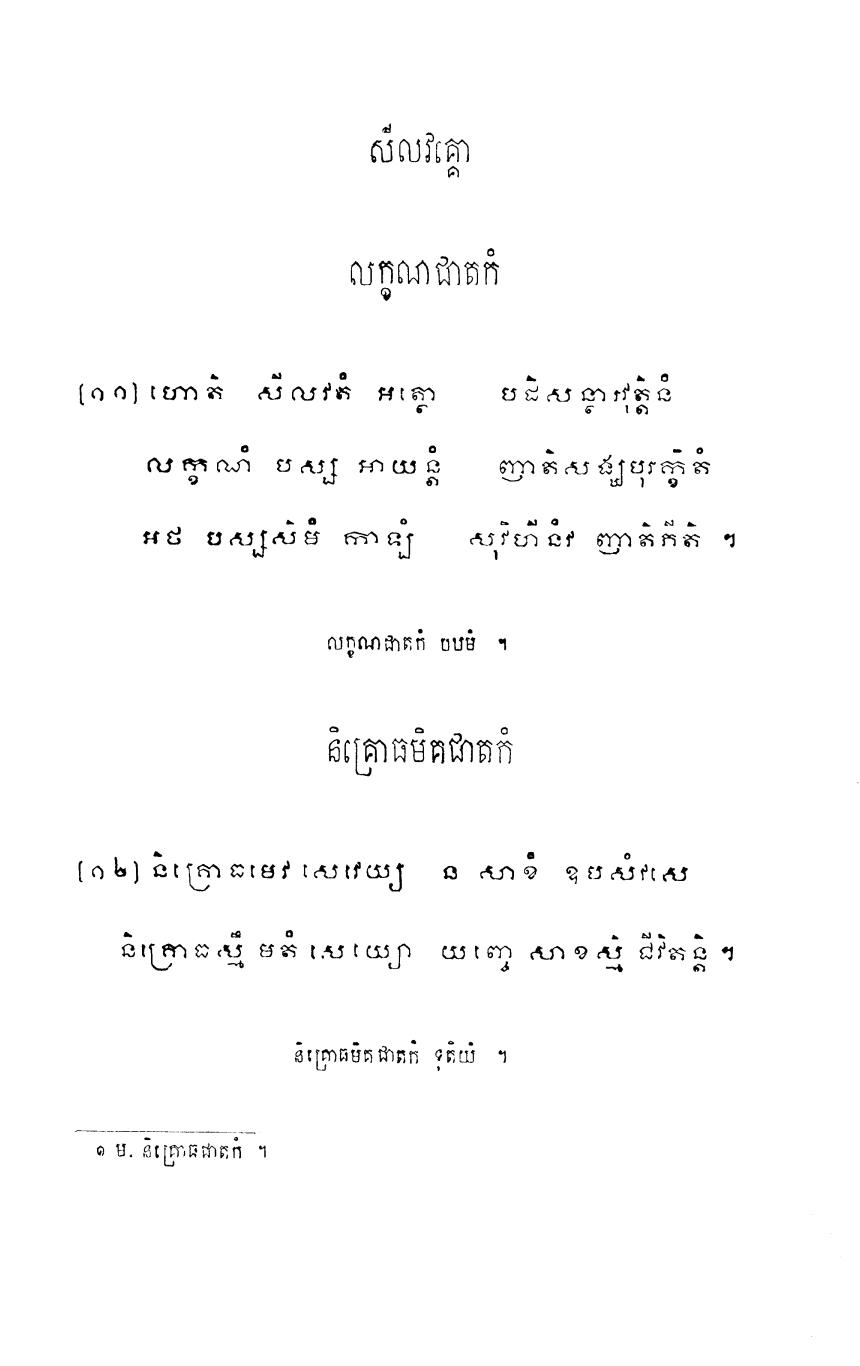 សីលវគ្គោ
លក្ខណជាតកំ
[១១] ហោតិ សីលវតំ អត្ថោ បដិសន្ថារវុត្តិនំ
លក្ខណំ បស្ស អាយន្តំ ញាតិសង្ឃបុរក្ខិតំ
អថ បស្សសិមំ កាឡំ សុវិហីនំវ ញាតិភីតិ ។
លក្ខណជាតកំ បឋមំ ។
និគ្រោធមិគជាតកំ
[១២] និគ្រោធមេវ សេវេយ្យ ន សាខំ ឧបសំវសេ
និគ្រោធស្មឹ មតំ សេយ្យោ យញ្ចេ សាខស្មិ ជីវិតន្តិ ។
និគ្រោធមិគជាតកំ ទុតិយំ ។
១ ម. និគ្រោធជាតកំ ។